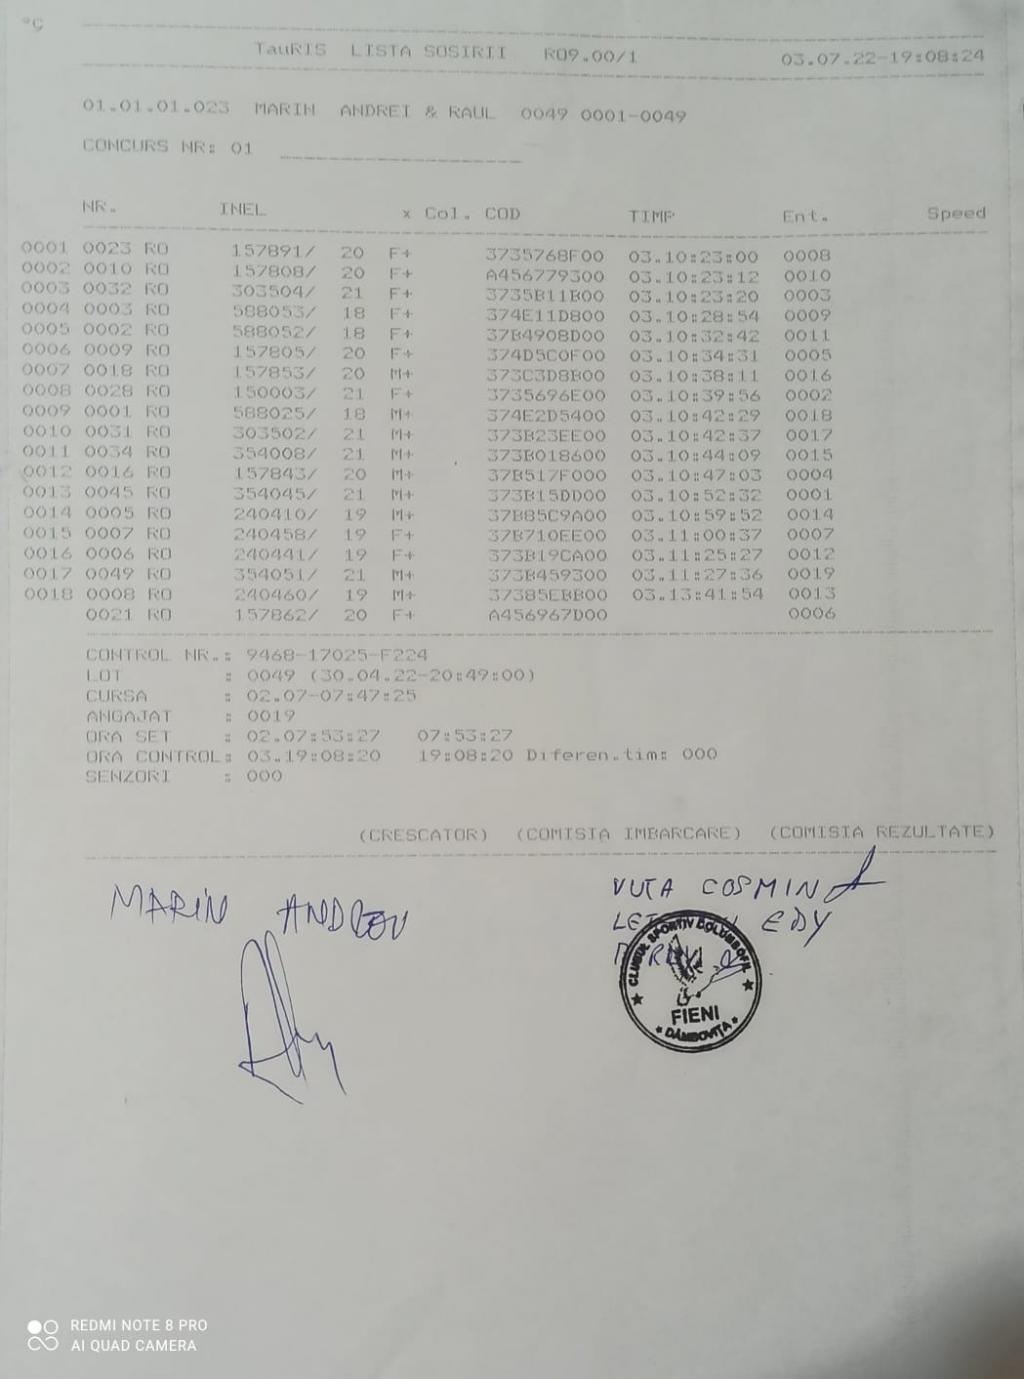 °C
TauRIS LISTA SOSIRII RO9.00/1 03.07.22-19:08:24
01.01.01.023 MARIN ANDREI & RAUL 0049 0001-0049
CONCURS NR: 01
NR. INEL x Col. COD TIMP Ent. Speed
0001 0023 RO 157891/ 20 F+ 3735768F00 03.10:23:00 0008
0002 0010 RO 157808/ 20 F+ A456779300 03.10:23:12 0010
0003 0032 RO 303504/ 21 F+ 3735B11B00 03.10:23:20 0003
0004 0003 RO 588053/ 18 F+ 374E11D800 03.10:28:54 0009
0005 0002 RO 588052/ 18 F+ 37B4908D00 03.10:32:42 0011
0006 0009 RO 157805/ 20 F+ 374D5C0F00 03.10:34:31 0005
0007 0018 RO 157853/ 20 M+ 373C3D8B00 03.10:38:11 0016
0008 0028 RO 150003/ 21 F+ 3735696E00 03.10:39:56 0002
0009 0001 RO 588025/ 18 M+ 374E2D5400 03.10:42:29 0018
0010 0031 RO 303502/ 21 M+ 373B23EE00 03.10:42:37 0017
0011 0034 RO 354008/ 21 M+ 373B018600 03.10:44:09 0015
0012 0016 RO 157843/ 20 M+ 37B517F000 03.10:47:03 0004
0013 0045 RO 354045/ 21 M+ 373B15DD00 03.10:52:32 0001
0014 0005 RO 240410/ 19 M+ 37B85C9A00 03.10:59:52 0014
0015 0007 RO 240458/ 19 F+ 37B710EE00 03.11:00:37 0007
0016 0006 RO 240441/ 19 F+ 373B19CA00 03.11:25:27 0012
0017 0049 RO 354051/ 21 M+ 373B459300 03.11:27:36 0019
0018 0008 RO 240460/ 19 M+ 37385EBB00 03.13:41:54 0013
0021 RO 157862/ 20 F+ A456967D00 0006
CONTROL NR.: 9468-17025-F224
LOT : 0049 (30.04.22-20:49:00)
CURSA : 02.07-07:47:25
ANGAJAT : 0019
ORA SET : 02.07:53:27 07:53:27
ORA CONTROL: 03.19:08:20 19:08:20 Diferen.tim: 000
SENZORI : 000
(CRESCATOR) (COMISIA IMBARCARE) (COMISIA REZULTATE)
MARIN
VUTA COSMIN
EDY
CLUBUL SPORTIV COLUMBOFIL
FIENI
DÂMBOVIȚA
REDMI NOTE 8 PRO
AI QUAD CAMERA